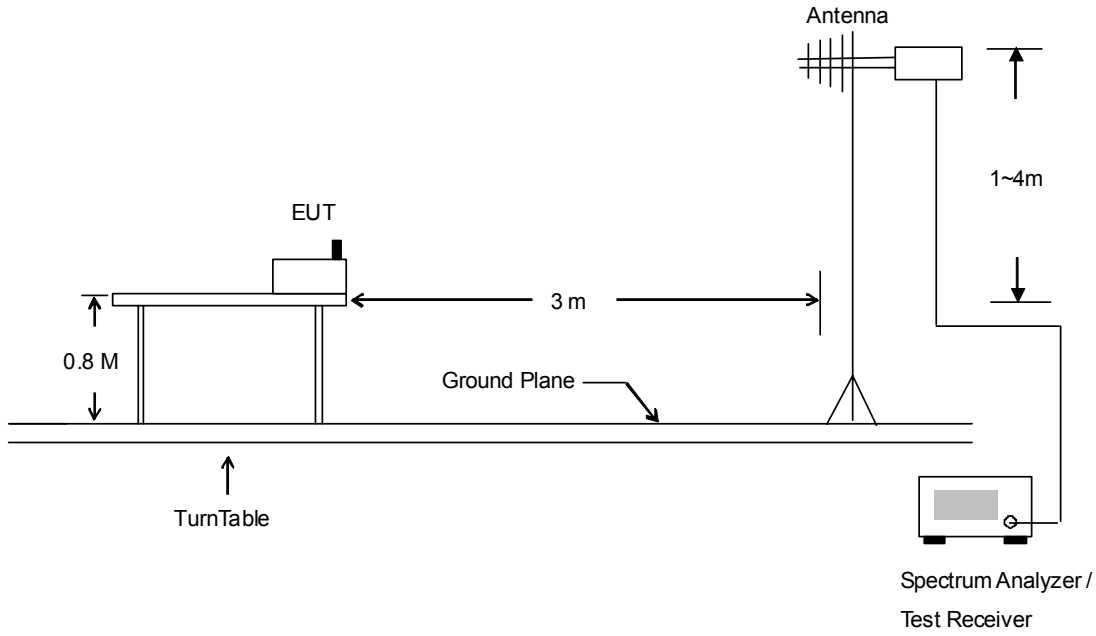 Antenna
1~4m
EUT
3 m
0.8 M
Ground Plane
TurnTable
Spectrum Analyzer /
Test Receiver